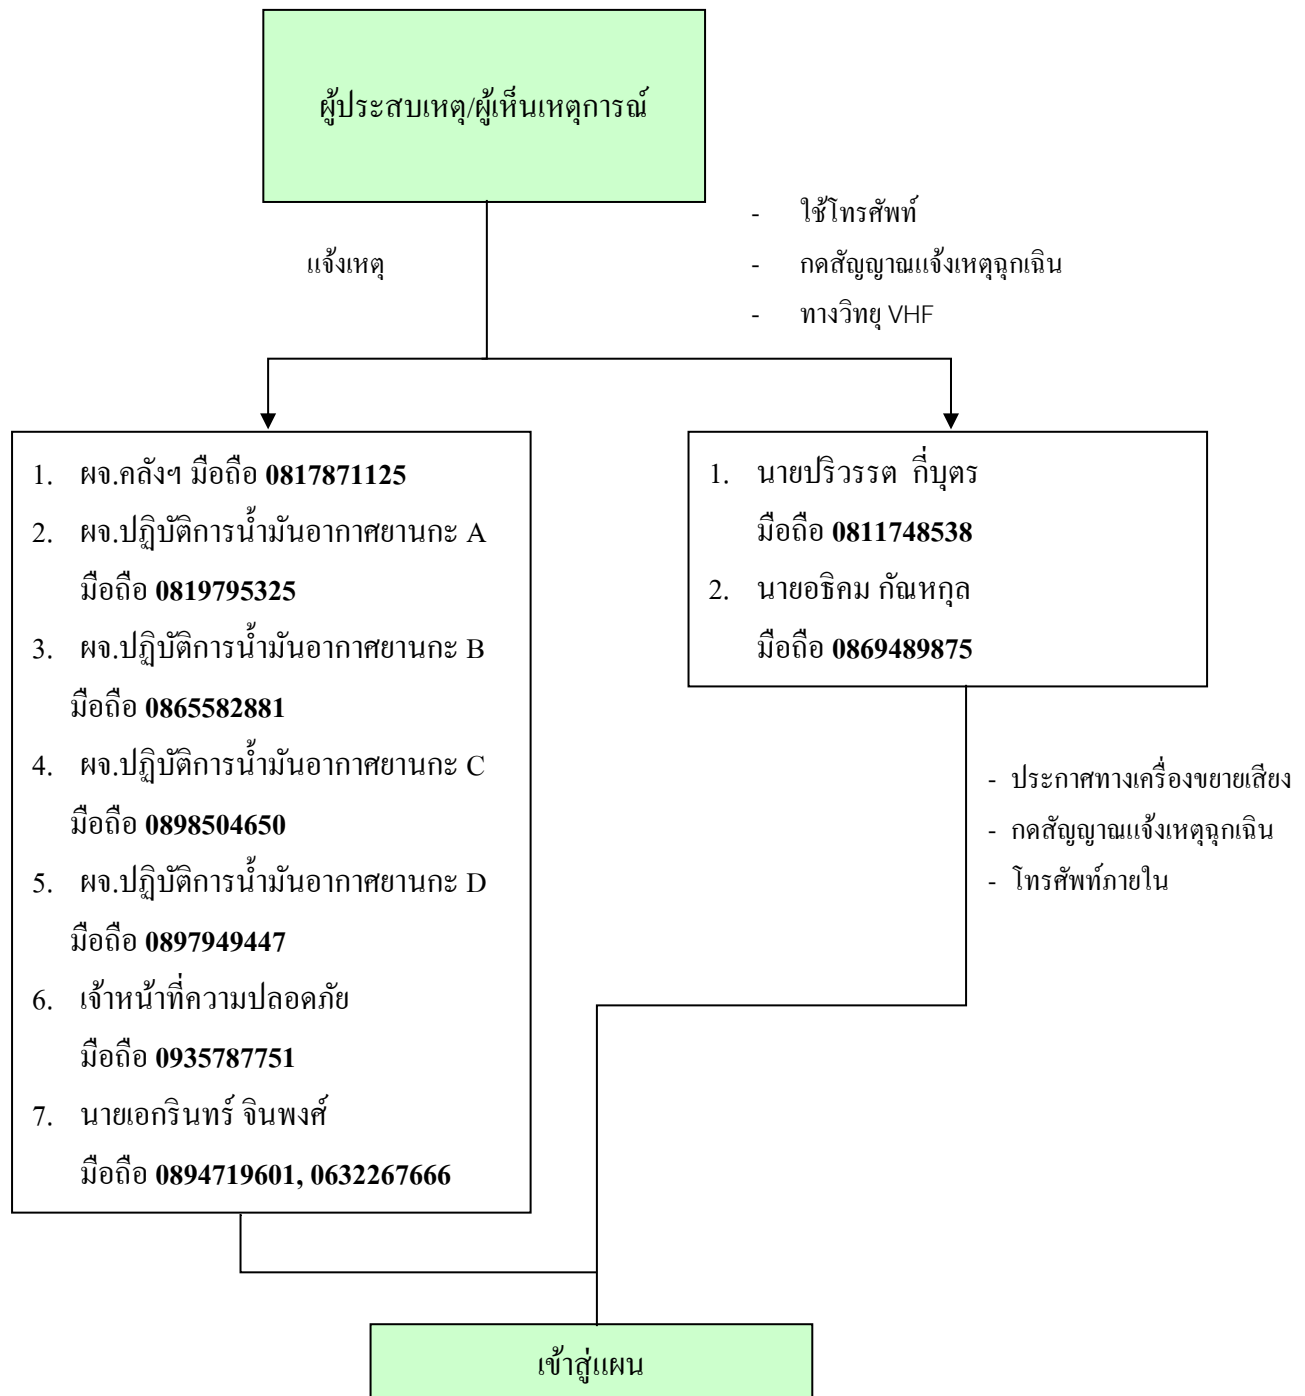 ผู้ประสบเหตุ/ผู้เห็นเหตุการณ์
แจ้งเหตุ
- ใช้โทรศัพท์
- กดสัญญาณแจ้งเหตุฉุกเฉิน
- ทางวิทยุ VHF
1. ผจ.คลังฯ มือถือ 0817871125
2. ผจ.ปฏิบัติการน้ำมันอากาศยานกะ A
มือถือ 0819795325
3. ผจ.ปฏิบัติการน้ำมันอากาศยานกะ B
มือถือ 0865582881
4. ผจ.ปฏิบัติการน้ำมันอากาศยานกะ C
มือถือ 0898504650
5. ผจ.ปฏิบัติการน้ำมันอากาศยานกะ D
มือถือ 0897949447
6. เจ้าหน้าที่ความปลอดภัย
มือถือ 0935787751
7. นายเอกรินทร์ จินพงศ์
มือถือ 0894719601, 0632267666
1. นายปริวรรต กี่บุตร
มือถือ 0811748538
2. นายอธิคม กัณหกุล
มือถือ 0869489875
- ประกาศทางเครื่องขยายเสียง
- กดสัญญาณแจ้งเหตุฉุกเฉิน
- โทรศัพท์ภายใน
เข้าสู่แผน